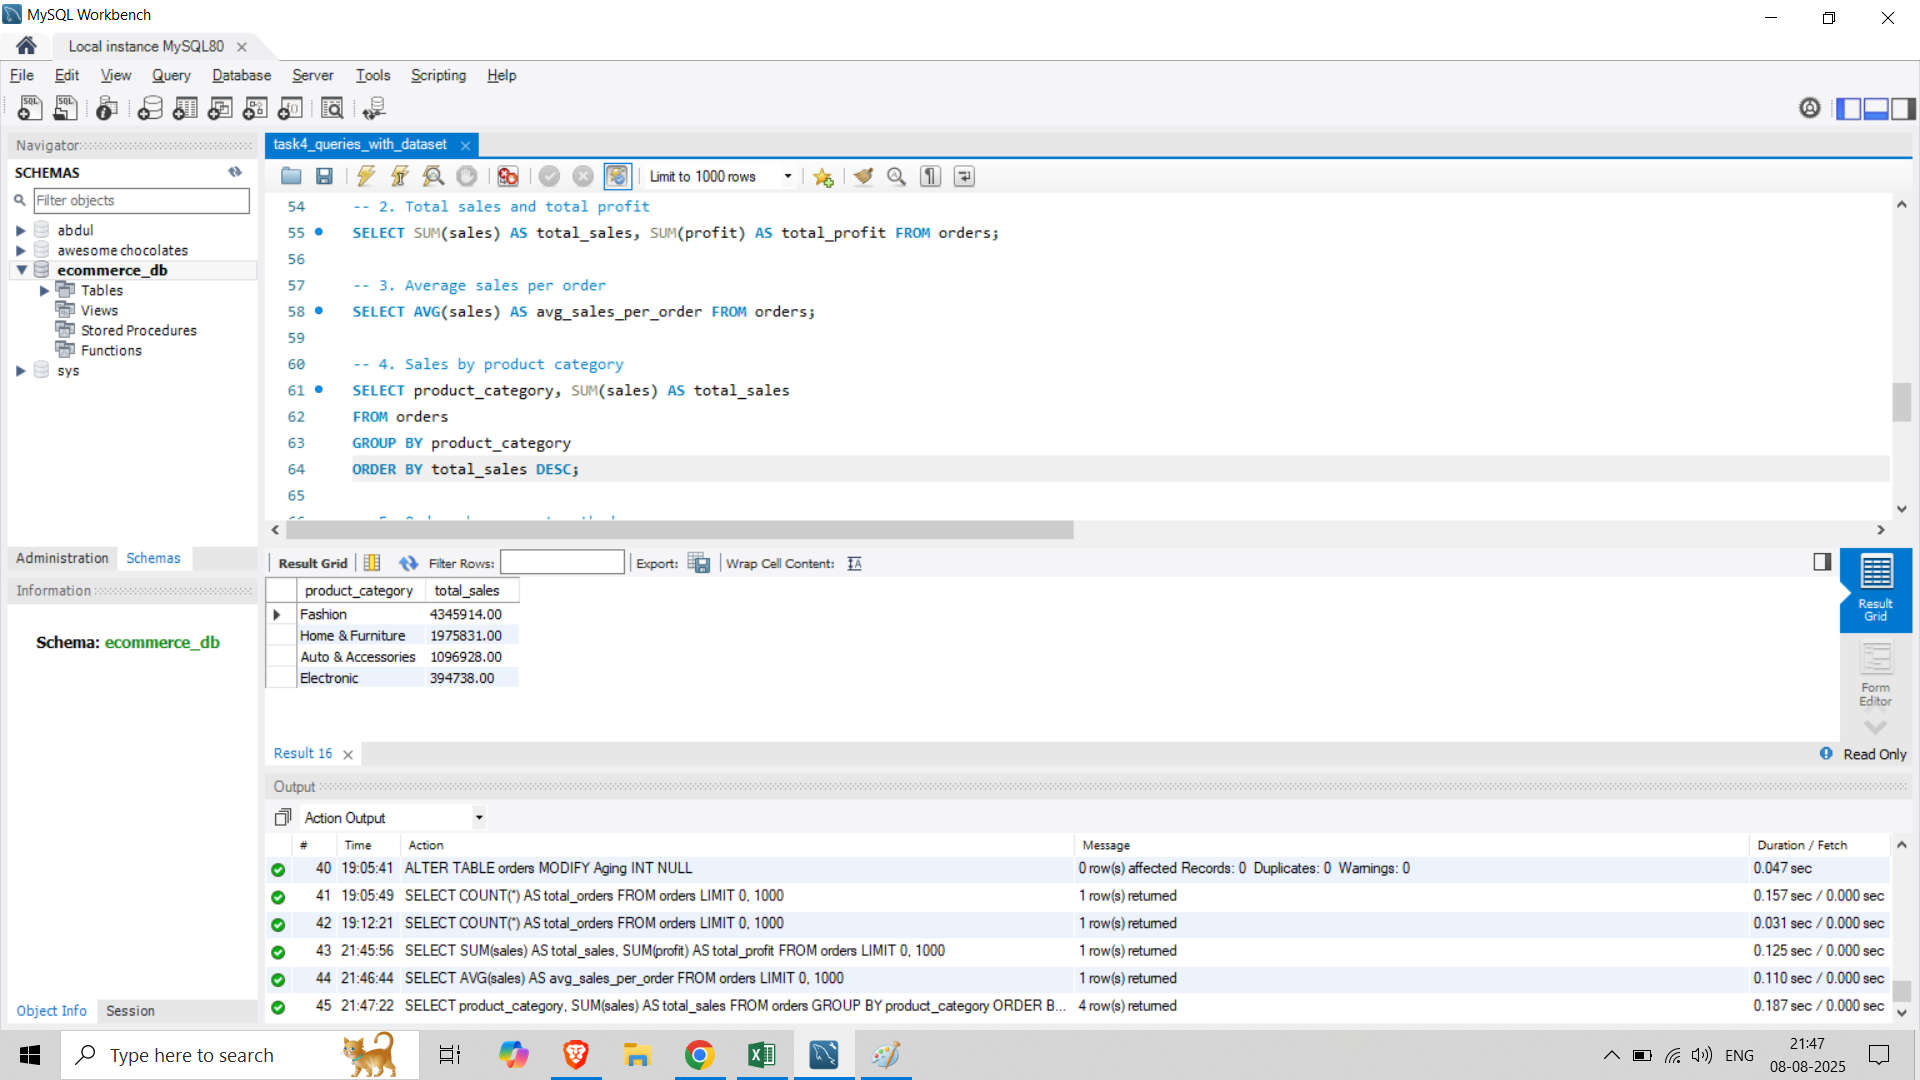 MySQL Workbench
Local instance MySQL80
File Edit View Query Database Server Tools Scripting Help
Navigator
SCHEMAS
Filter objects
abdul
awesome chocolates
ecommerce_db
Tables
Views
Stored Procedures
Functions
sys
Administration Schemas
Information
Schema: ecommerce_db
Object Info Session
task4_queries_with_dataset
Limit to 1000 rows
54 -- 2. Total sales and total profit
55 SELECT SUM(sales) AS total_sales, SUM(profit) AS total_profit FROM orders;
56
57 -- 3. Average sales per order
58 SELECT AVG(sales) AS avg_sales_per_order FROM orders;
59
60 -- 4. Sales by product category
61 SELECT product_category, SUM(sales) AS total_sales
62 FROM orders
63 GROUP BY product_category
64 ORDER BY total_sales DESC;
65
Result Grid Filter Rows: Export: Wrap Cell Content:
product_category total_sales
Fashion 4345914.00
Home & Furniture 1975831.00
Auto & Accessories 1096928.00
Electronic 394738.00
Result Grid
Form Editor
Result 16
Read Only
Output
Action Output
# Time Action Message Duration / Fetch
40 19:05:41 ALTER TABLE orders MODIFY Aging INT NULL 0 row(s) affected Records: 0 Duplicates: 0 Warnings: 0 0.047 sec
41 19:05:49 SELECT COUNT(*) AS total_orders FROM orders LIMIT 0, 1000 1 row(s) returned 0.157 sec / 0.000 sec
42 19:12:21 SELECT COUNT(*) AS total_orders FROM orders LIMIT 0, 1000 1 row(s) returned 0.031 sec / 0.000 sec
43 21:45:56 SELECT SUM(sales) AS total_sales, SUM(profit) AS total_profit FROM orders LIMIT 0, 1000 1 row(s) returned 0.125 sec / 0.000 sec
44 21:46:44 SELECT AVG(sales) AS avg_sales_per_order FROM orders LIMIT 0, 1000 1 row(s) returned 0.110 sec / 0.000 sec
45 21:47:22 SELECT product_category, SUM(sales) AS total_sales FROM orders GROUP BY product_category ORDER B... 4 row(s) returned 0.187 sec / 0.000 sec
Type here to search
ENG
21:47
08-08-2025